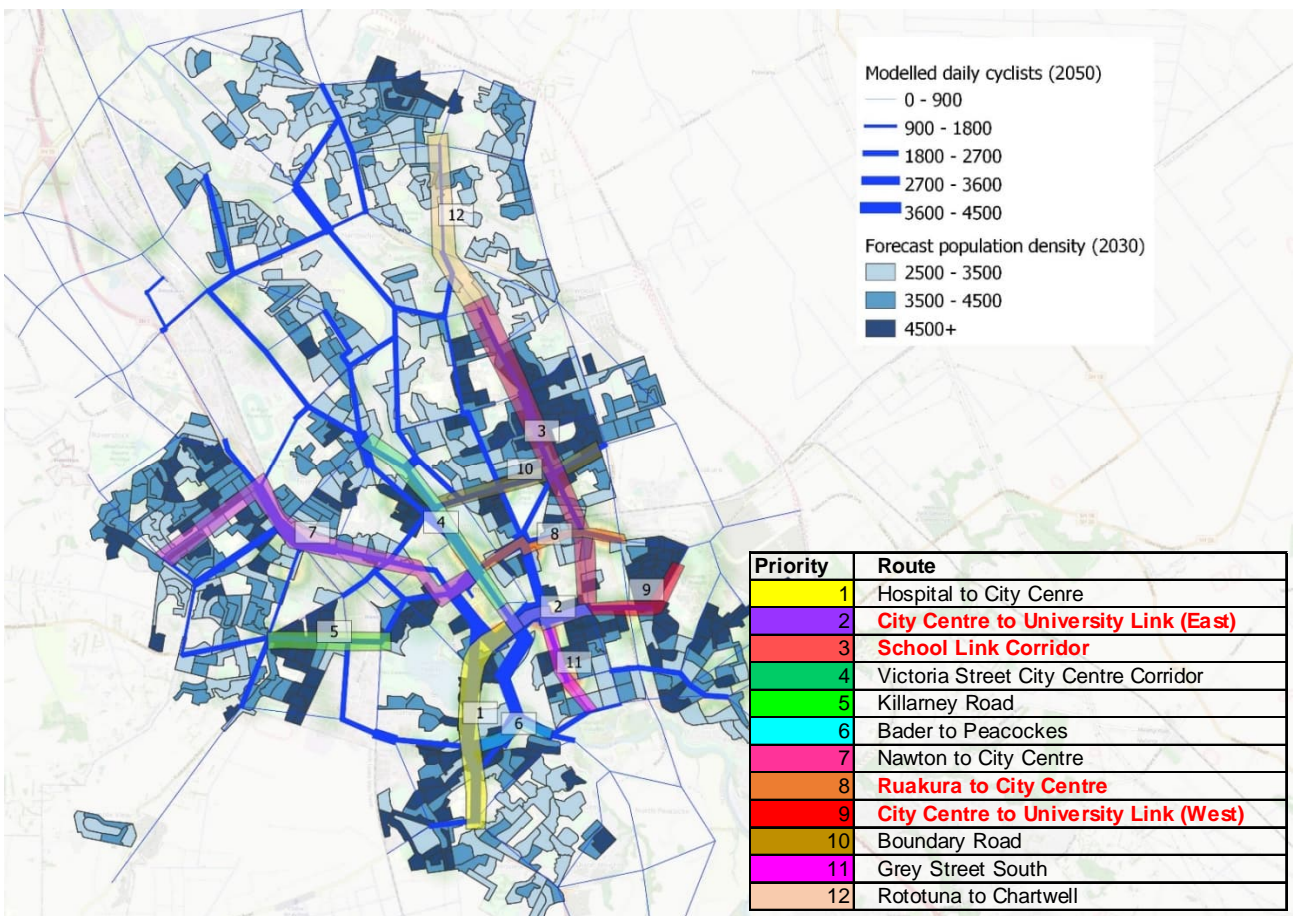 Modelled daily cyclists (2050)
0 - 900
900 - 1800
1800 - 2700
2700 - 3600
3600 - 4500
Forecast population density (2030)
2500 - 3500
3500 - 4500
4500+
12
3
10
4
8
7
9
2
5
11
1
6
Priority Route
1 Hospital to City Cenre
2 City Centre to University Link (East)
3 School Link Corridor
4 Victoria Street City Centre Corridor
5 Killarney Road
6 Bader to Peacockes
7 Nawton to City Centre
8 Ruakura to City Centre
9 City Centre to University Link (West)
10 Boundary Road
11 Grey Street South
12 Rototuna to Chartwell